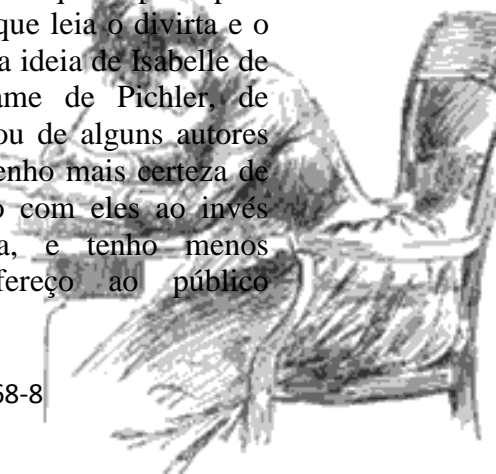 que leia o divirta e o
a ideia de Isabelle de
ame de Pichler, de
ou de alguns autores
enho mais certeza de
o com eles ao invés
a, e tenho menos
fereço ao público
68-8